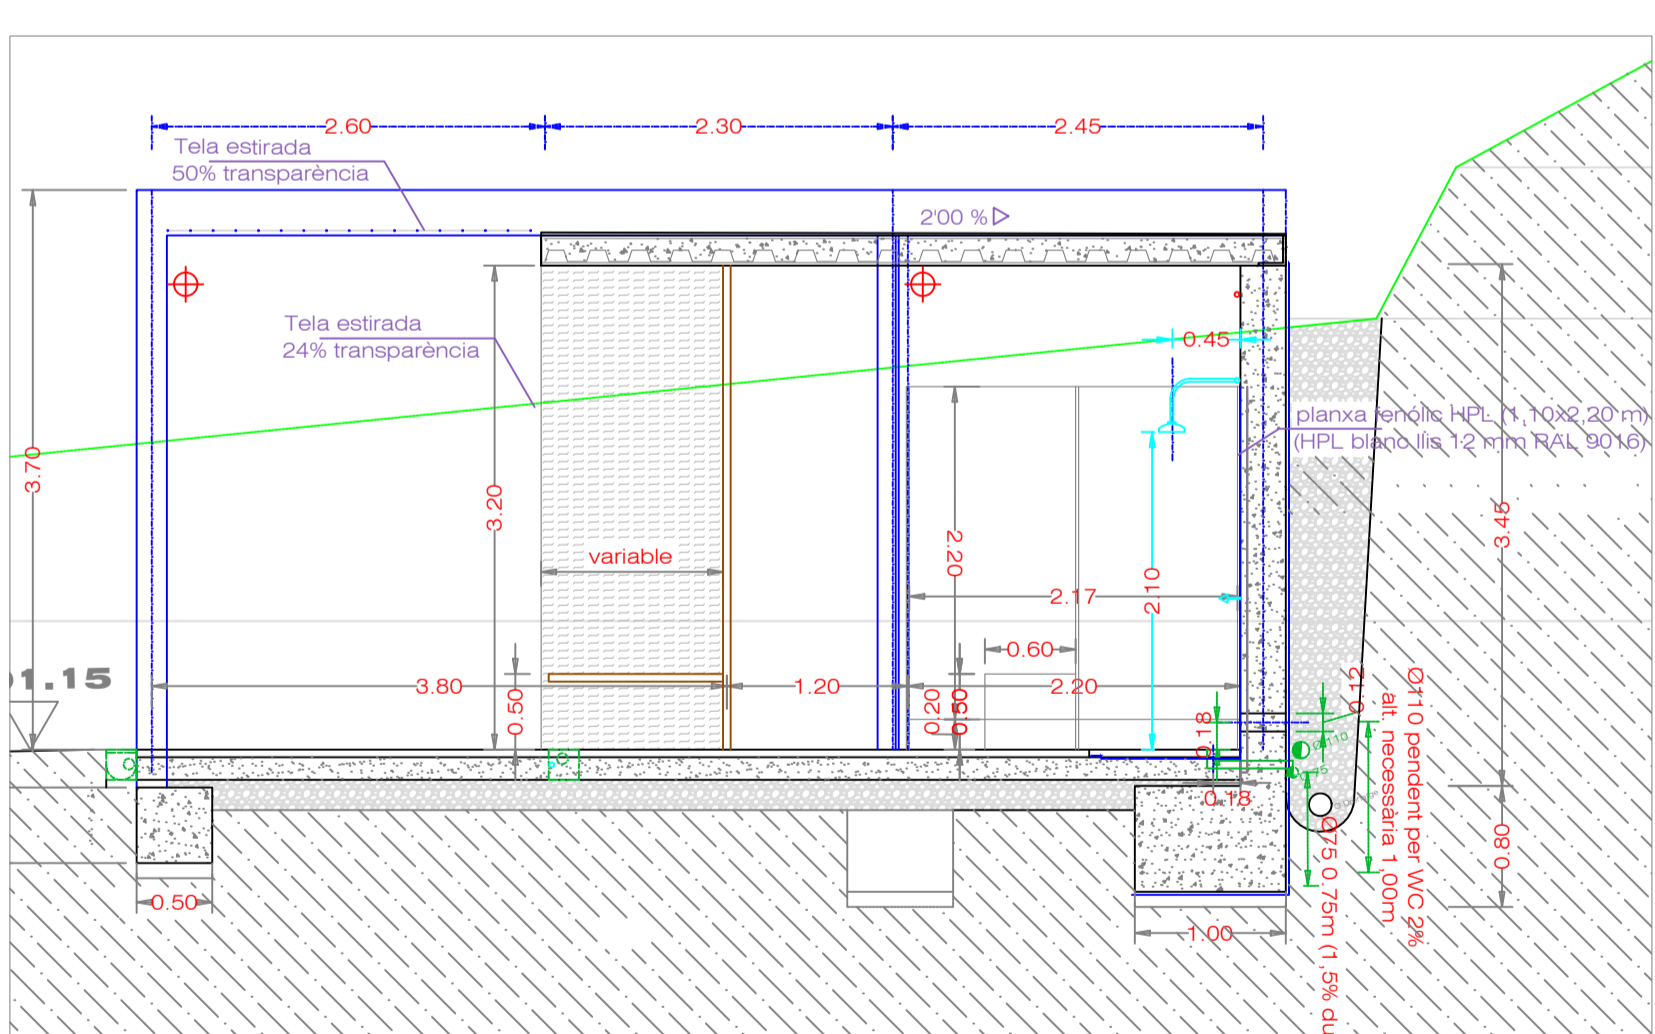 2.60
2.30
2.45
Tela estirada
50% transparència
2'00 %
Tela estirada
24% transparència
0.45
planxa fenòlic HPL (1,10x2,20 m)
(HPL blanc llis 12 mm RAL 9016)
3.70
3.20
3.45
variable
2.20
2.10
2.17
0.60
1.15
3.80
1.20
2.20
0.50
0.20
0.50
0.18
0.12
Ø110
Ø110 pendent per WC 2%
alt. necessària 1,00m
0.18
Ø75 0.75m (1,5% du
0.80
0.50
1.00